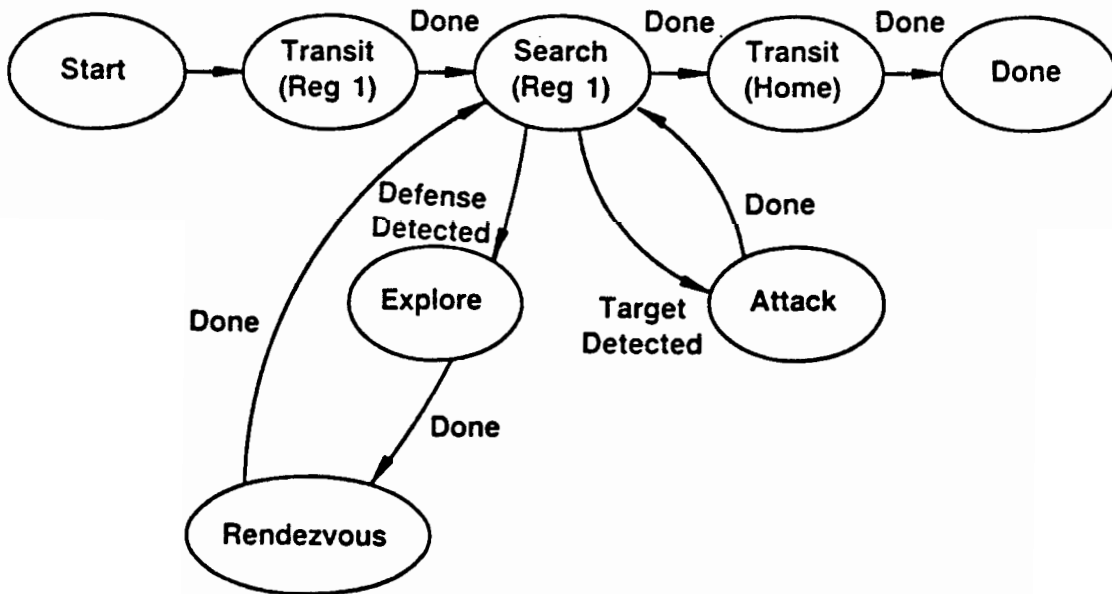 Done
Done
Done
Start
Transit
(Reg 1)
Search
(Reg 1)
Transit
(Home)
Done
Defense
Detected
Done
Explore
Target
Detected
Attack
Done
Done
Rendezvous